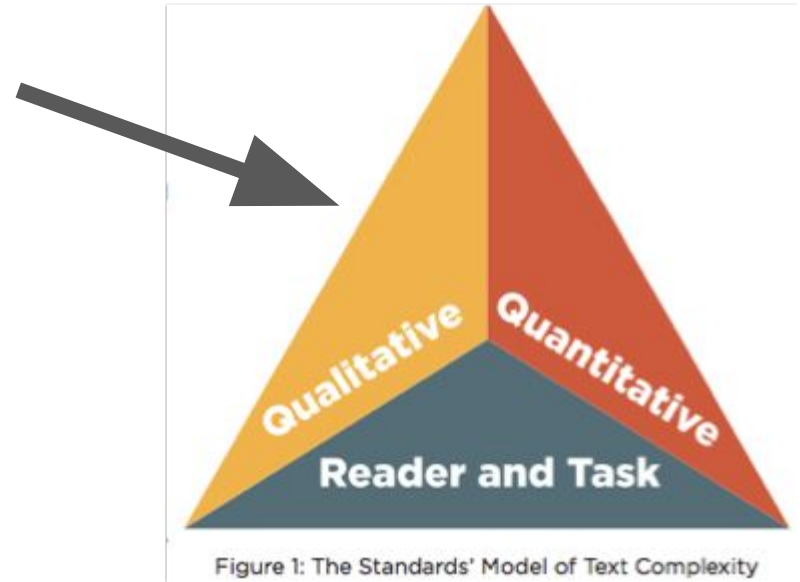 Qualitative
Quantitative
Reader and Task
Figure 1: The Standards' Model of Text Complexity